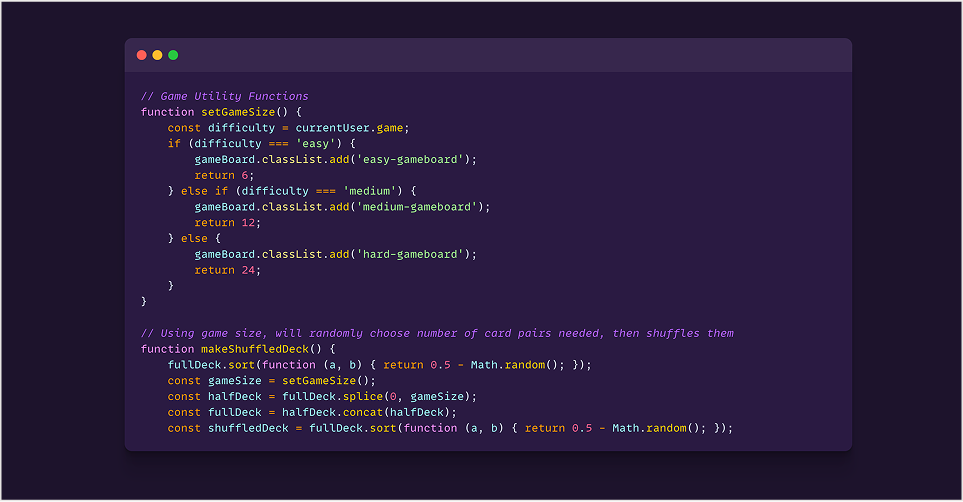 // Game Utility Functions
function setGameSize() {
    const difficulty = currentUser.game;
    if (difficulty === 'easy') {
        gameBoard.classList.add('easy-gameboard');
        return 6;
    } else if (difficulty === 'medium') {
        gameBoard.classList.add('medium-gameboard');
        return 12;
    } else {
        gameBoard.classList.add('hard-gameboard');
        return 24;
    }
}

// Using game size, will randomly choose number of card pairs needed, then shuffles them
function makeShuffledDeck() {
    fullDeck.sort(function (a, b) { return 0.5 - Math.random(); });
    const gameSize = setGameSize();
    const halfDeck = fullDeck.splice(0, gameSize);
    const fullDeck = halfDeck.concat(halfDeck);
    const shuffledDeck = fullDeck.sort(function (a, b) { return 0.5 - Math.random(); });